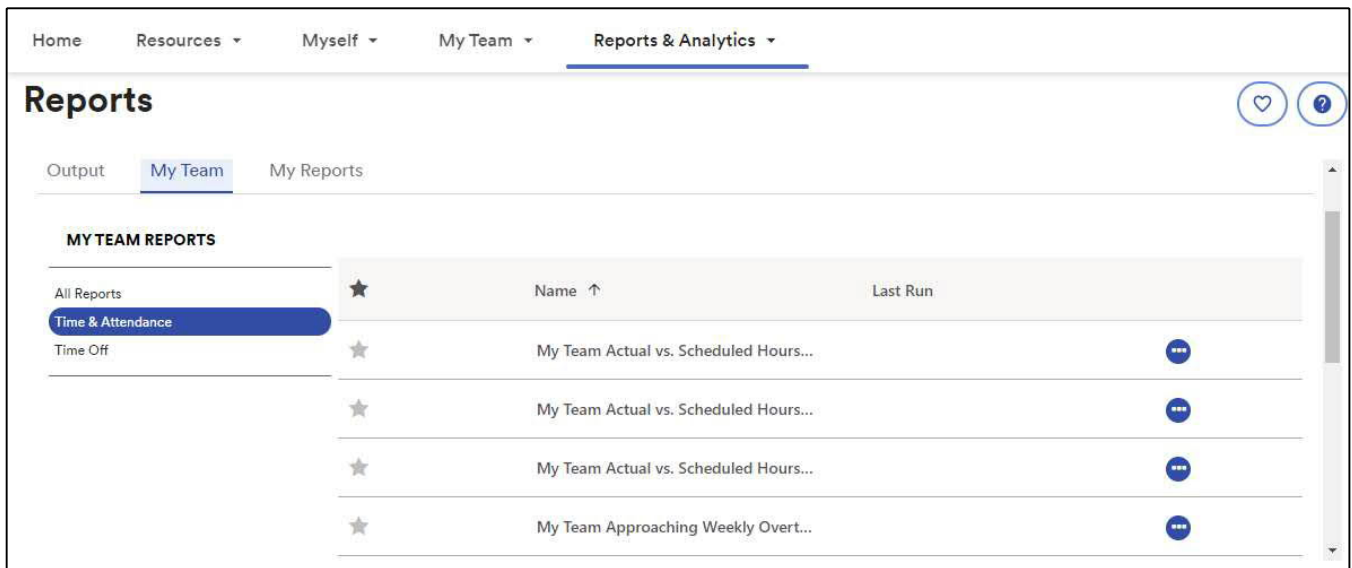 Home Resources Myself My Team Reports & Analytics
Reports
Output My Team My Reports
MY TEAM REPORTS
All Reports
Time & Attendance
Time Off
Name ↑ Last Run
My Team Actual vs. Scheduled Hours...
My Team Actual vs. Scheduled Hours...
My Team Actual vs. Scheduled Hours...
My Team Approaching Weekly Overt...